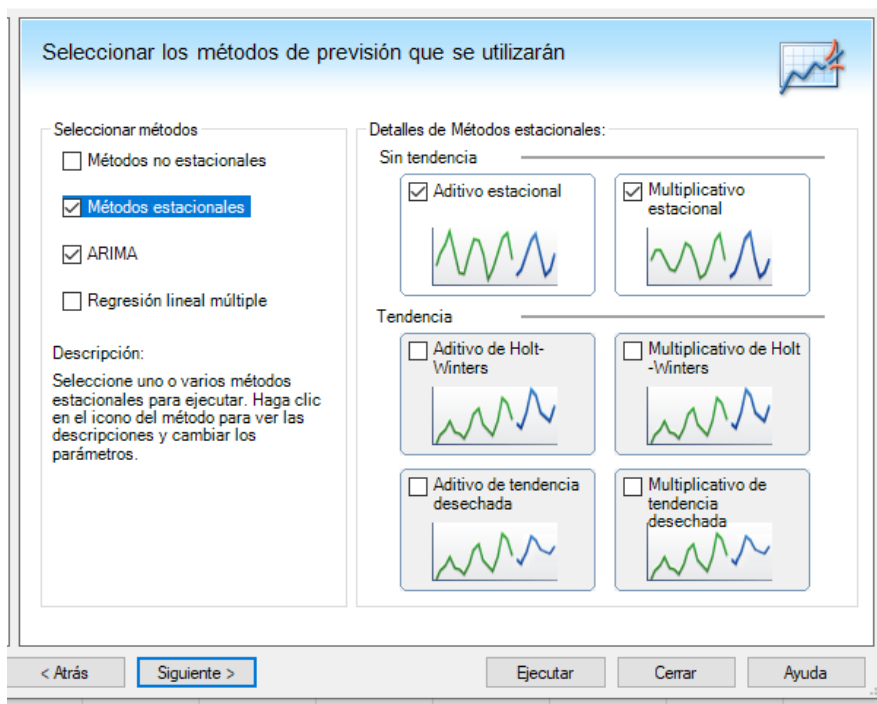 Seleccionar los métodos de previsión que se utilizarán
Seleccionar métodos
Métodos no estacionales
Métodos estacionales
ARIMA
Regresión lineal múltiple
Descripción:
Seleccione uno o varios métodos
estacionales para ejecutar. Haga clic
en el icono del método para ver las
descripciones y cambiar los
parámetros.
Detalles de Métodos estacionales:
Sin tendencia
Aditivo estacional
Multiplicativo
estacional
Tendencia
Aditivo de Holt-
Winters
Multiplicativo de Holt
-Winters
Aditivo de tendencia
desechada
Multiplicativo de
tendencia
desechada
< Atrás
Siguiente >
Ejecutar
Cerrar
Ayuda